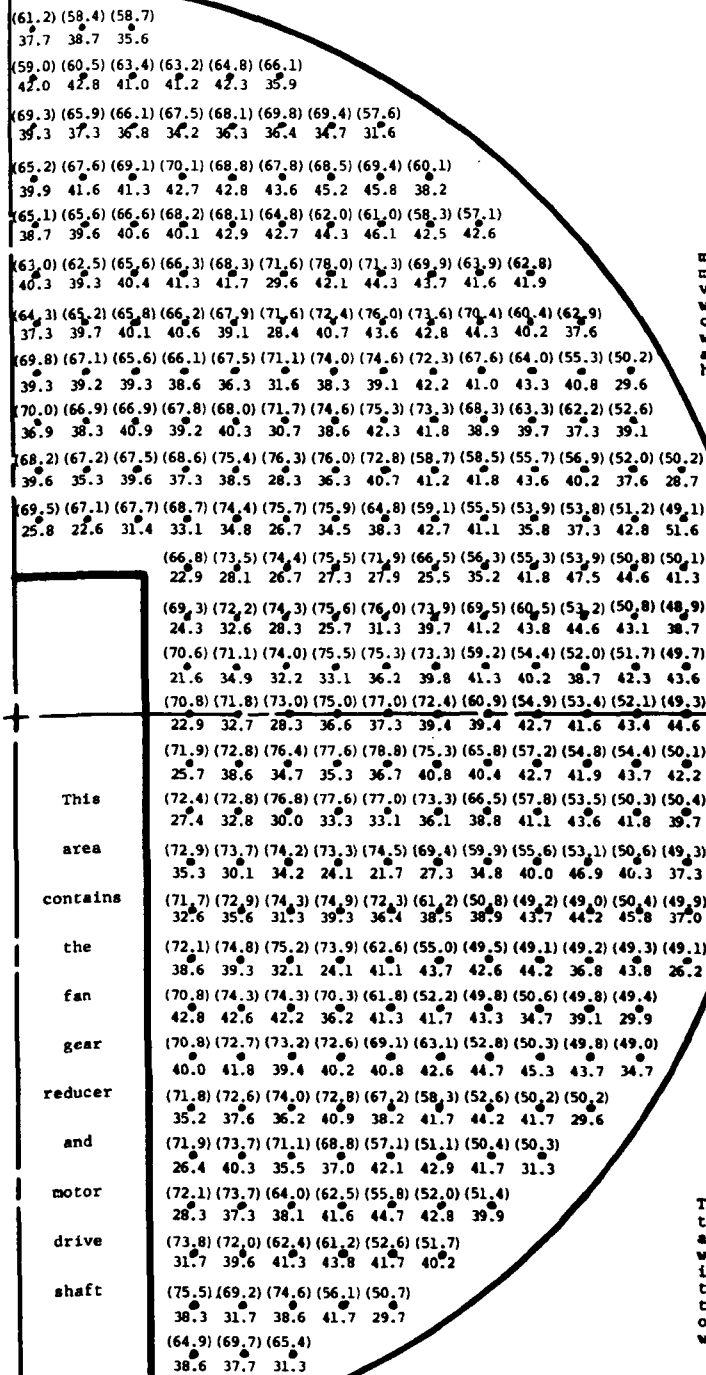 (61.2) (58.4) (58.7)
37.7 38.7 35.6
(59.0) (60.5) (63.4) (63.2) (64.8) (66.1)
42.0 42.8 41.0 41.2 42.3 35.9
(69.3) (65.9) (66.1) (67.5) (68.1) (69.8) (69.4) (57.6)
39.3 37.3 36.8 34.2 36.3 36.4 34.7 31.6
(65.2) (67.6) (69.1) (70.1) (68.8) (67.8) (68.5) (69.4) (60.1)
39.9 41.6 41.3 42.7 42.8 43.6 45.2 45.8 38.2
(65.1) (65.6) (66.6) (68.2) (68.1) (64.8) (62.0) (61.0) (58.3) (57.1)
38.7 39.6 40.6 40.1 42.9 42.7 44.3 46.1 42.5 42.6
(63.0) (62.5) (65.6) (66.3) (68.3) (71.6) (78.0) (71.3) (69.9) (63.9) (62.8)
40.3 39.3 40.4 41.3 41.7 29.6 42.1 44.3 43.7 41.6 41.9
(64.3) (65.2) (65.8) (66.2) (67.9) (71.6) (72.4) (76.0) (73.6) (70.4) (60.4) (62.9)
37.3 39.7 40.1 40.6 39.1 28.4 40.7 43.6 42.8 44.3 40.2 37.6
(69.8) (67.1) (65.6) (66.1) (67.5) (71.1) (74.0) (74.6) (72.3) (67.6) (64.0) (55.3) (50.2)
39.3 39.2 39.3 38.6 36.3 31.6 38.3 39.1 42.2 41.0 43.3 40.8 29.6
(70.0) (66.9) (66.9) (67.8) (68.0) (71.7) (74.6) (75.3) (73.3) (68.3) (63.3) (62.2) (52.6)
36.9 38.3 40.9 39.2 40.3 30.7 38.6 42.3 41.8 38.9 39.7 37.3 39.1
(68.2) (67.2) (67.5) (68.6) (75.4) (76.3) (76.0) (72.8) (58.7) (58.5) (55.7) (56.9) (52.0) (50.2)
39.6 35.3 39.6 37.3 38.5 28.3 36.3 40.7 41.2 41.8 43.6 40.2 37.6 28.7
(69.5) (67.1) (67.7) (68.7) (74.4) (75.7) (75.9) (64.8) (59.1) (55.5) (53.9) (53.8) (51.2) (49.1)
25.8 22.6 31.4 33.1 34.8 26.7 34.5 38.3 42.7 41.1 35.8 37.3 42.8 51.6
(66.8) (73.5) (74.4) (75.5) (71.9) (66.5) (56.3) (55.3) (53.9) (50.8) (50.1)
22.9 28.1 26.7 27.3 27.9 25.5 35.2 41.8 47.5 44.6 41.3
(69.3) (72.2) (74.3) (75.6) (76.0) (73.9) (69.5) (60.5) (53.2) (50.8) (48.9)
24.3 32.6 28.3 25.7 31.3 39.7 41.2 43.8 44.6 43.1 38.7
(70.6) (71.1) (74.0) (75.5) (75.3) (73.3) (59.2) (54.4) (52.0) (51.7) (49.7)
21.6 34.9 32.2 33.1 36.2 39.8 41.3 40.2 38.7 42.3 43.6
(70.8) (71.8) (73.0) (75.0) (77.0) (72.4) (60.9) (54.9) (53.4) (52.1) (49.3)
22.9 32.7 28.3 36.6 37.3 39.4 39.4 42.7 41.6 43.4 44.6
(71.9) (72.8) (76.4) (77.6) (78.8) (75.3) (65.8) (57.2) (54.8) (54.4) (50.1)
25.7 38.6 34.7 35.3 36.7 40.8 40.4 42.7 41.9 43.7 42.2
This (72.4) (72.8) (76.8) (77.6) (77.0) (73.3) (66.5) (57.8) (53.5) (50.3) (50.4)
27.4 32.8 30.0 33.3 33.1 36.1 38.8 41.1 43.6 41.8 39.7
area (72.9) (73.7) (74.2) (73.3) (74.5) (69.4) (59.9) (55.6) (53.1) (50.6) (49.3)
35.3 30.1 34.2 24.1 21.7 27.3 34.8 40.0 46.9 40.3 37.3
contains (71.7) (72.9) (74.3) (74.9) (72.3) (61.2) (50.8) (49.2) (49.0) (50.4) (49.9)
32.6 35.6 31.3 39.3 36.4 38.5 38.9 43.7 44.2 45.8 37.0
the (72.1) (74.8) (75.2) (73.9) (62.6) (55.0) (49.5) (49.1) (49.2) (49.3) (49.1)
38.6 39.3 32.1 24.1 41.1 43.7 42.6 44.2 36.8 43.8 26.2
fan (70.8) (74.3) (74.3) (70.3) (61.8) (52.2) (49.8) (50.6) (49.8) (49.4)
42.8 42.6 42.2 36.2 41.3 41.7 43.3 34.7 39.1 29.9
gear (70.8) (72.7) (73.2) (72.6) (69.1) (63.1) (52.8) (50.3) (49.8) (49.0)
40.0 41.8 39.4 40.2 40.8 42.6 44.7 45.3 43.7 34.7
reducer (71.8) (72.6) (74.0) (72.8) (67.2) (58.3) (52.6) (50.2) (50.2)
35.2 37.6 36.2 40.9 38.2 41.7 44.2 41.7 29.6
and (71.9) (73.7) (71.1) (68.8) (57.1) (51.1) (50.4) (50.3)
26.4 40.3 35.5 37.0 42.1 42.9 41.7 31.3
motor (72.1) (73.7) (64.0) (62.5) (55.8) (52.0) (51.4)
28.3 37.3 38.1 41.6 44.7 42.8 39.9
drive (73.8) (72.0) (62.4) (61.2) (52.6) (51.7)
31.7 39.6 41.3 43.8 41.7 40.2
shaft (75.5) (69.2) (74.6) (56.1) (50.7)
38.3 31.7 38.6 41.7 29.7
(64.9) (69.7) (65.4)
38.6 37.7 31.3